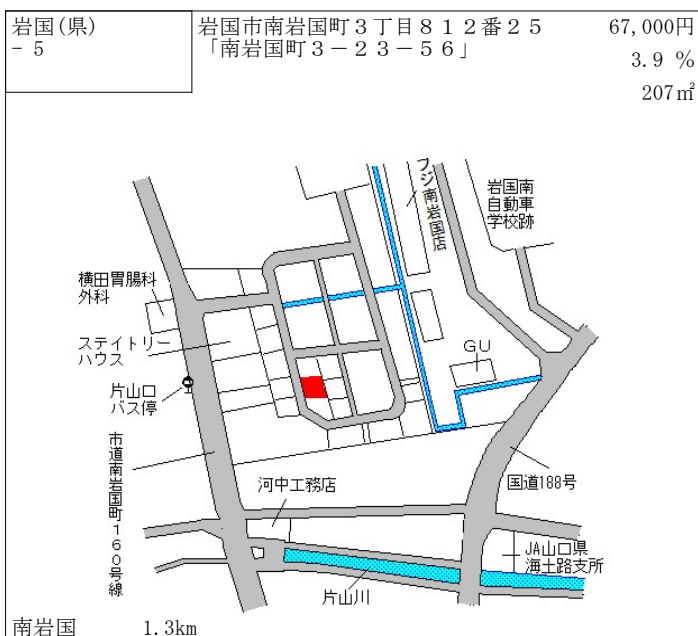 岩国(県)
- 5
岩国市南岩国町3丁目812番25
「南岩国町3-23-56」
67,000円
3.9 %
207㎡
フジ南岩国店
岩国南
自動車
学校跡
横田胃腸科
外科
ステイトリー
ハウス
GU
片山口
バス停
市道南岩国町160号線
河中工務店
国道188号
JA山口県
海土路支所
片山川
南岩国 1.3km